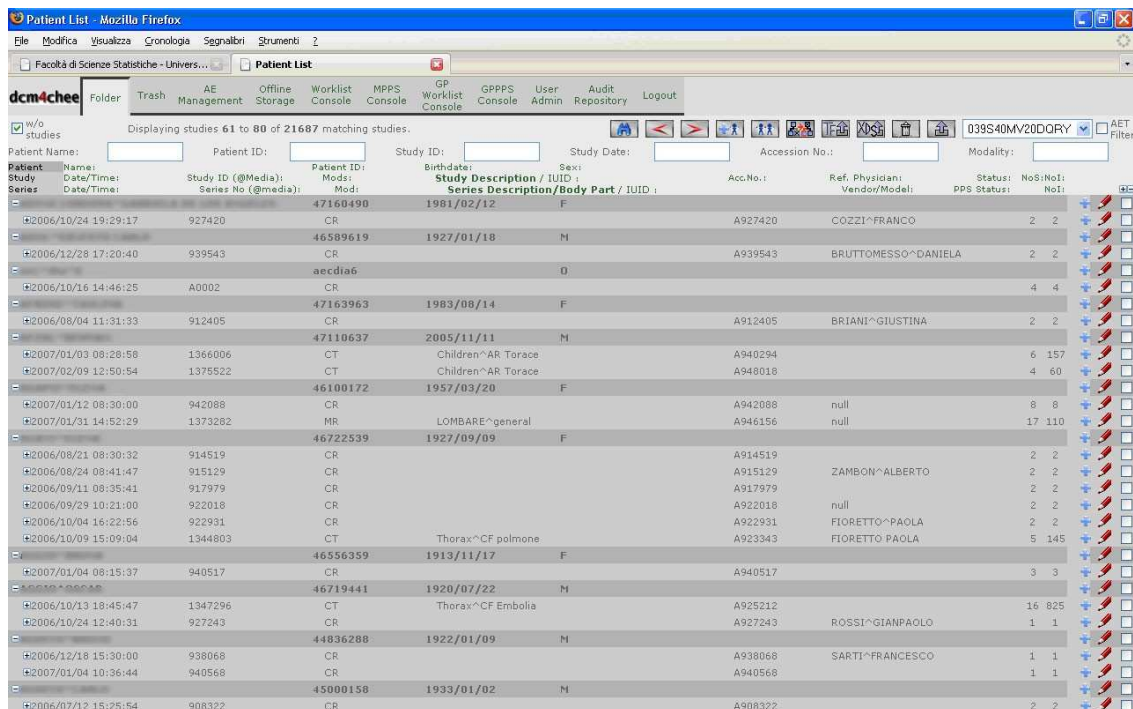 Patient List - Mozilla Firefox
File Modifica Visualizza Cronologia Segnalibri Strumenti ?
Facoltà di Scienze Statistiche - Univers... Patient List
dcm4chee Folder Trash AE Management Offline Storage Worklist Console MPPS Console GP Worklist Console GPPPS Console User Admin Audit Repository Logout
w/o studies Displaying studies 61 to 80 of 21687 matching studies. 039S40MV20DQRY AET Filter
Patient Name: Patient ID: Study ID: Study Date: Accession No.: Modality:
Patient Name: Patient ID: Birthdate: Sex:
Study Date/Time: Study ID (@Media): Mods: Study Description / IUID : Acc.No.: Ref. Physician: Status: NoS:NoI:
Series Date/Time: Series No (@media): Mod: Series Description/Body Part / IUID : Vendor/Model: PPS Status: NoI:
47160490 1981/02/12 F
2006/10/24 19:29:17 927420 CR A927420 COZZI^FRANCO 2 2
46589619 1927/01/18 M
2006/12/28 17:20:40 939543 CR A939543 BRUTTOMESSO^DANIELA 2 2
aecdia6 O
2006/10/16 14:46:25 A0002 CR 4 4
47163963 1983/08/14 F
2006/08/04 11:31:33 912405 CR A912405 BRIANI^GIUSTINA 2 2
47110637 2005/11/11 M
2007/01/03 08:28:58 1366006 CT Children^AR Torace A940294 6 157
2007/02/09 12:50:54 1375522 CT Children^AR Torace A948018 4 60
46100172 1957/03/20 F
2007/01/12 08:30:00 942088 CR A942088 null 8 8
2007/01/31 14:52:29 1373282 MR LOMBARE^general A946156 null 17 110
46722539 1927/09/09 F
2006/08/21 08:30:32 914519 CR A914519 2 2
2006/08/24 08:41:47 915129 CR A915129 ZAMBON^ALBERTO 2 2
2006/09/11 08:35:41 917979 CR A917979 2 2
2006/09/29 10:21:00 922018 CR A922018 null 2 2
2006/10/04 16:22:56 922931 CR A922931 FIORETTO^PAOLA 2 2
2006/10/09 15:09:04 1344803 CT Thorax^CF polmone A923343 FIORETTO PAOLA 5 145
46556359 1913/11/17 F
2007/01/04 08:15:37 940517 CR A940517 3 3
46719441 1920/07/22 M
2006/10/13 18:45:47 1347296 CT Thorax^CF Embolia A925212 16 825
2006/10/24 12:40:31 927243 CR A927243 ROSSI^GIANPAOLO 1 1
44836288 1922/01/09 M
2006/12/18 15:30:00 938068 CR A938068 SARTI^FRANCESCO 1 1
2007/01/04 10:36:44 940568 CR A940568 1 1
45000158 1933/01/02 M
2006/07/12 15:25:54 908322 CR A908322 2 2